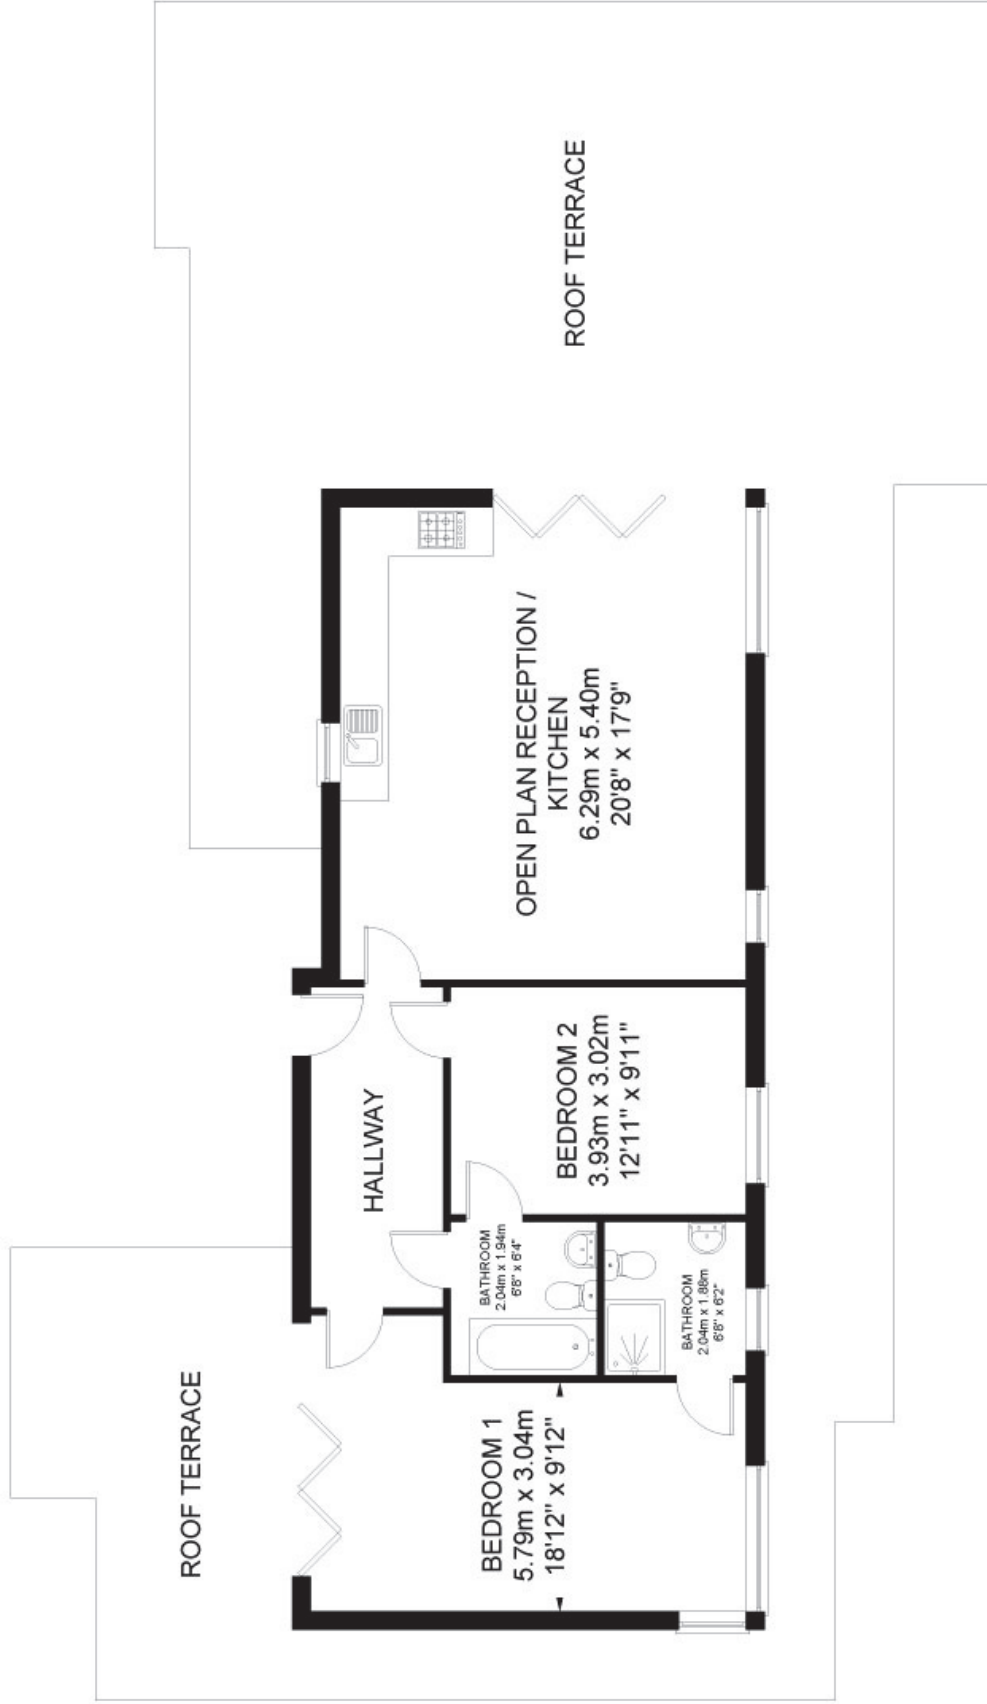 ROOF TERRACE
OPEN PLAN RECEPTION /
KITCHEN
6.29m x 5.40m
20'8" x 17'9"
HALLWAY
BEDROOM 2
3.93m x 3.02m
12'11" x 9'11"
BATHROOM
2.04m x 1.94m
6'8" x 6'4"
BATHROOM
2.04m x 1.88m
6'8" x 6'2"
BEDROOM 1
5.79m x 3.04m
18'12" x 9'12"
ROOF TERRACE